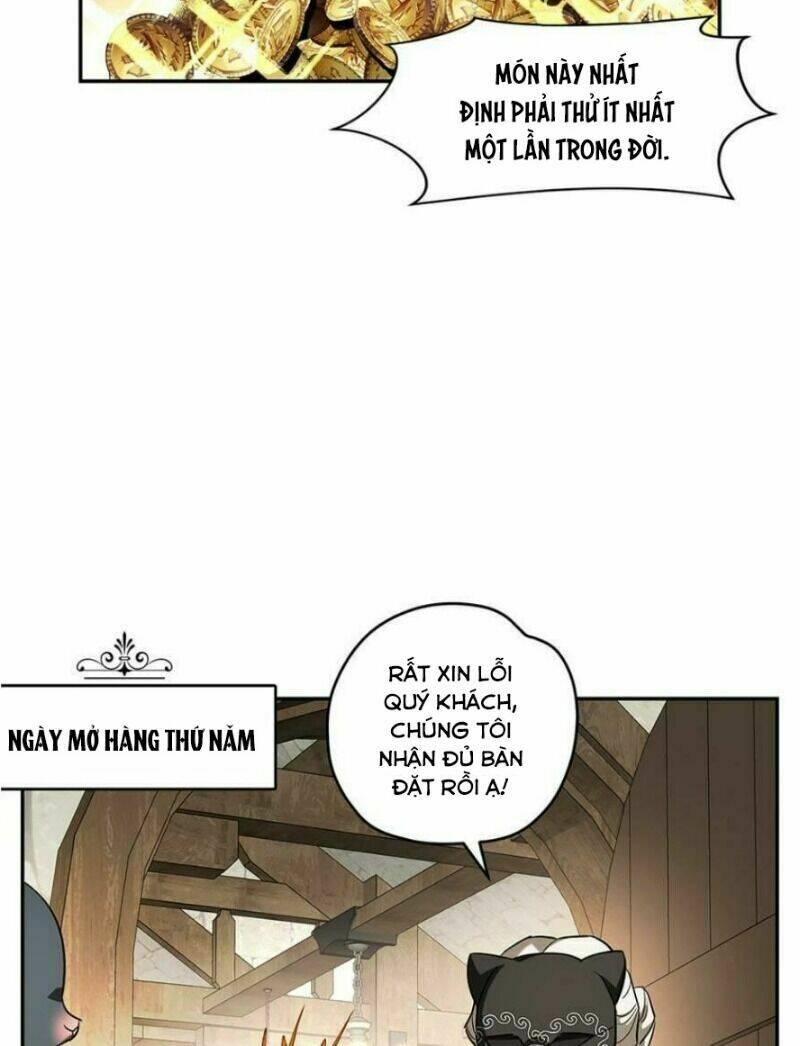 MÓN NÀY NHẤT
ĐỊNH PHẢI THỬ ÍT NHẤT
MỘT LẦN TRONG ĐỜI.
NGÀY MỞ HÀNG THỨ NĂM
RẤT XIN LỖI
QUÝ KHÁCH,
CHÚNG TÔI
NHẬN ĐỦ BÀN
ĐẶT RỒI Ạ!